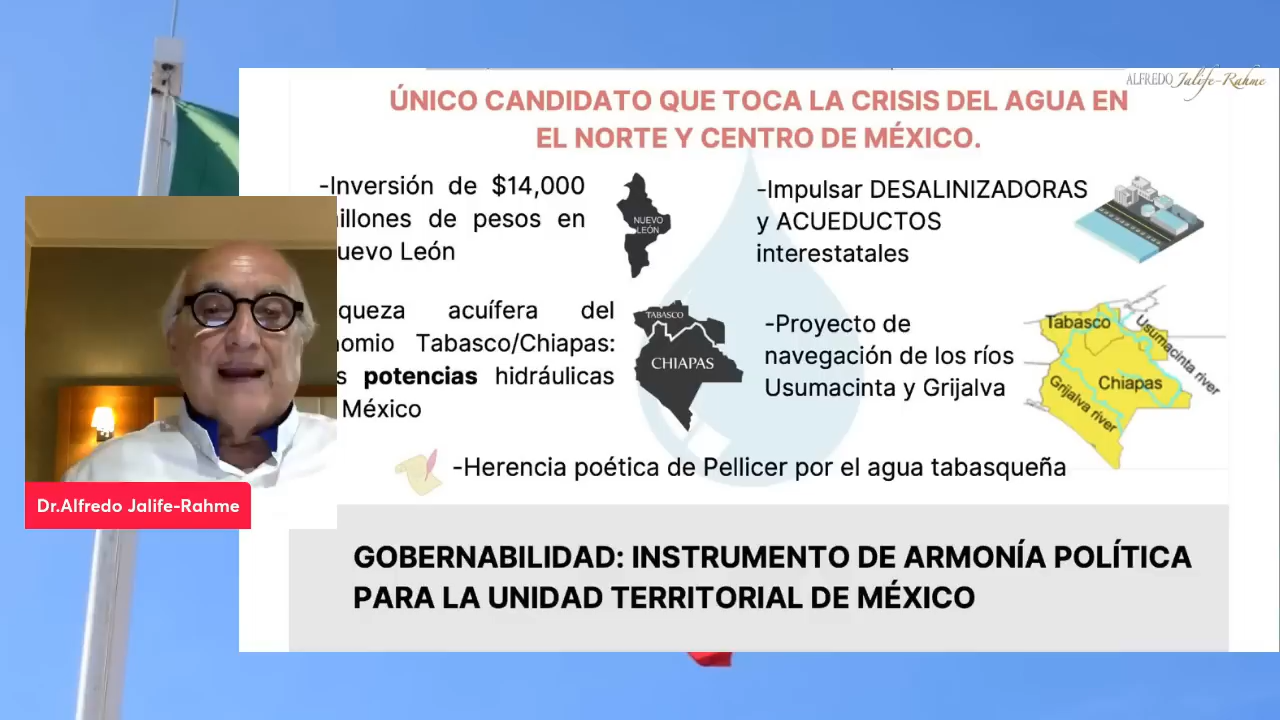 ALFREDO Jalife-Rahme
ÚNICO CANDIDATO QUE TOCA LA CRISIS DEL AGUA EN
EL NORTE Y CENTRO DE MÉXICO.
-Inversión de $14,000
illones de pesos en
uevo León
NUEVO
LEÓN
-Impulsar DESALINIZADORAS
y ACUEDUCTOS
interestatales
queza acuífera del
nomio Tabasco/Chiapas:
s potencias hidráulicas
México
TABASCO
CHIAPAS
-Proyecto de
navegación de los ríos
Usumacinta y Grijalva
Tabasco
Usumacinta river
Chiapas
Grijalva river
-Herencia poética de Pellicer por el agua tabasqueña
Dr.Alfredo Jalife-Rahme
GOBERNABILIDAD: INSTRUMENTO DE ARMONÍA POLÍTICA
PARA LA UNIDAD TERRITORIAL DE MÉXICO